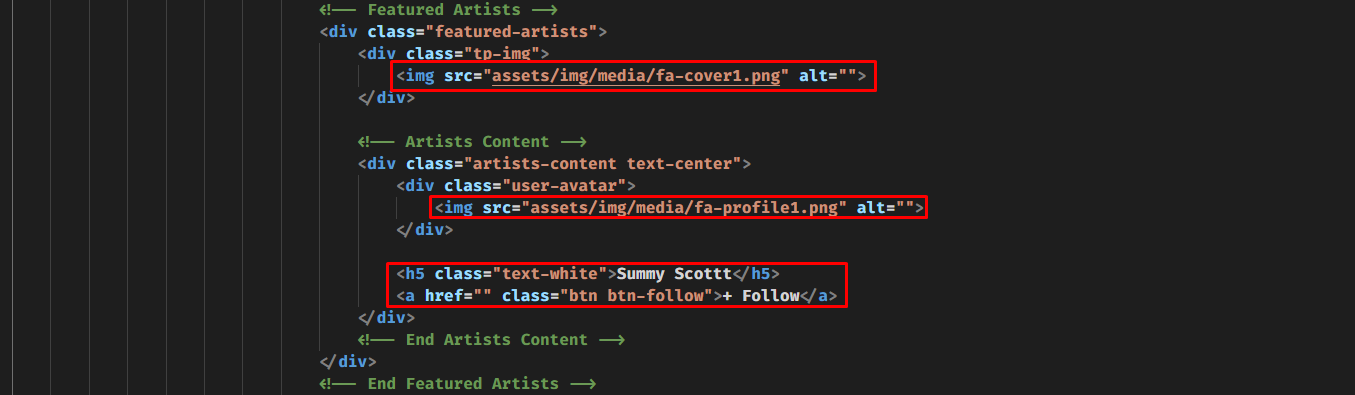 <!-- Featured Artists -->
<div class="featured-artists">
<div class="tp-img">
<img src="assets/img/media/fa-cover1.png" alt="">
</div>
<!-- Artists Content -->
<div class="artists-content text-center">
<div class="user-avatar">
<img src="assets/img/media/fa-profile1.png" alt="">
</div>
<h5 class="text-white">Summy Scottt</h5>
<a href="" class="btn btn-follow">+ Follow</a>
</div>
<!-- End Artists Content -->
</div>
<!-- End Featured Artists -->